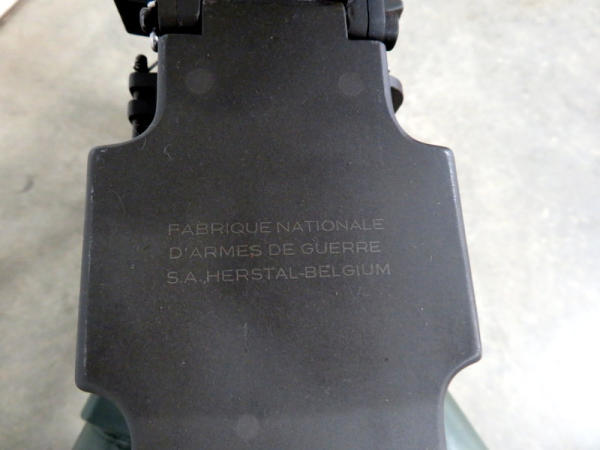 FABRIQUE NATIONALE
D'ARMES DE GUERRE
S.A. HERSTAL-BELGIUM